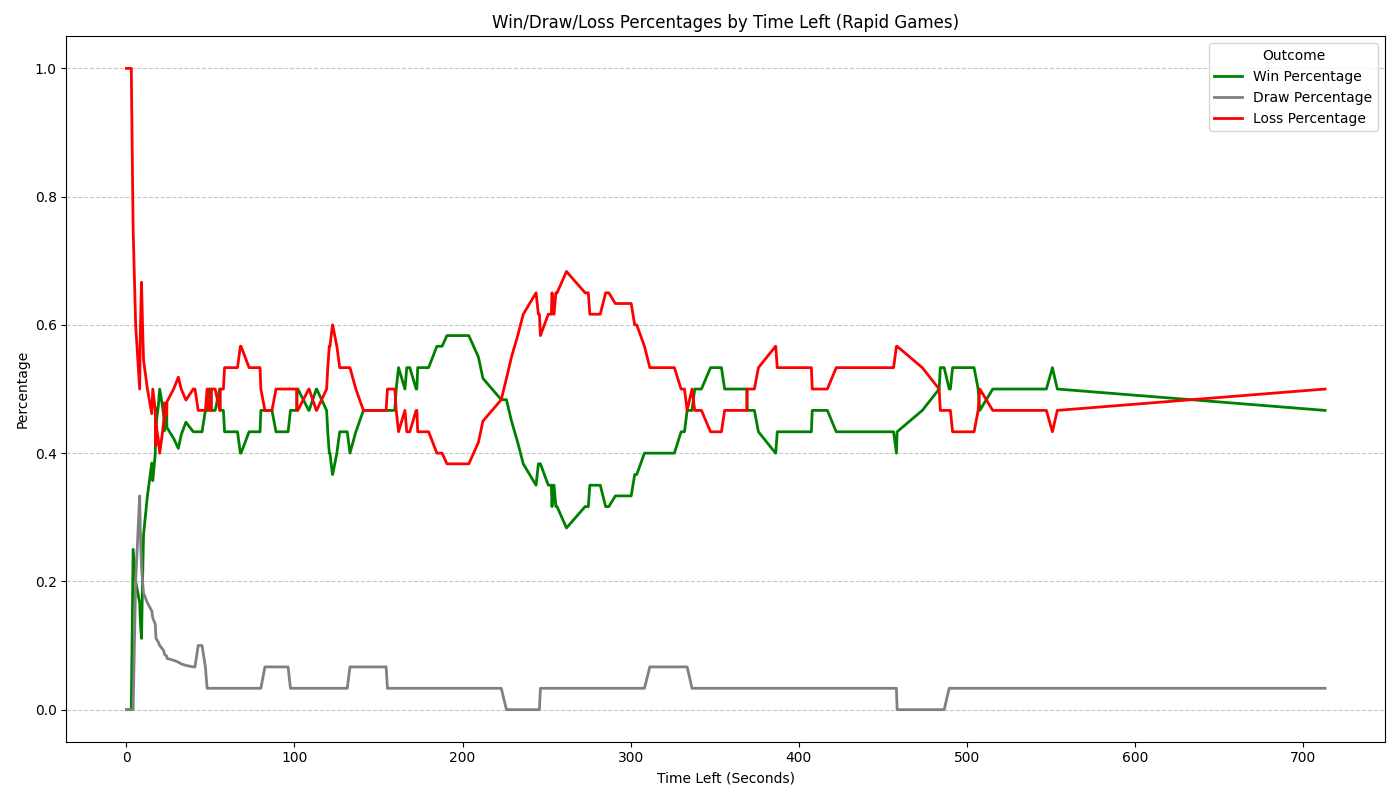 Win/Draw/Loss Percentages by Time Left (Rapid Games)
Outcome
Win Percentage
Draw Percentage
Loss Percentage
Percentage
1.0
0.8
0.6
0.4
0.2
0.0
0 100 200 300 400 500 600 700
Time Left (Seconds)